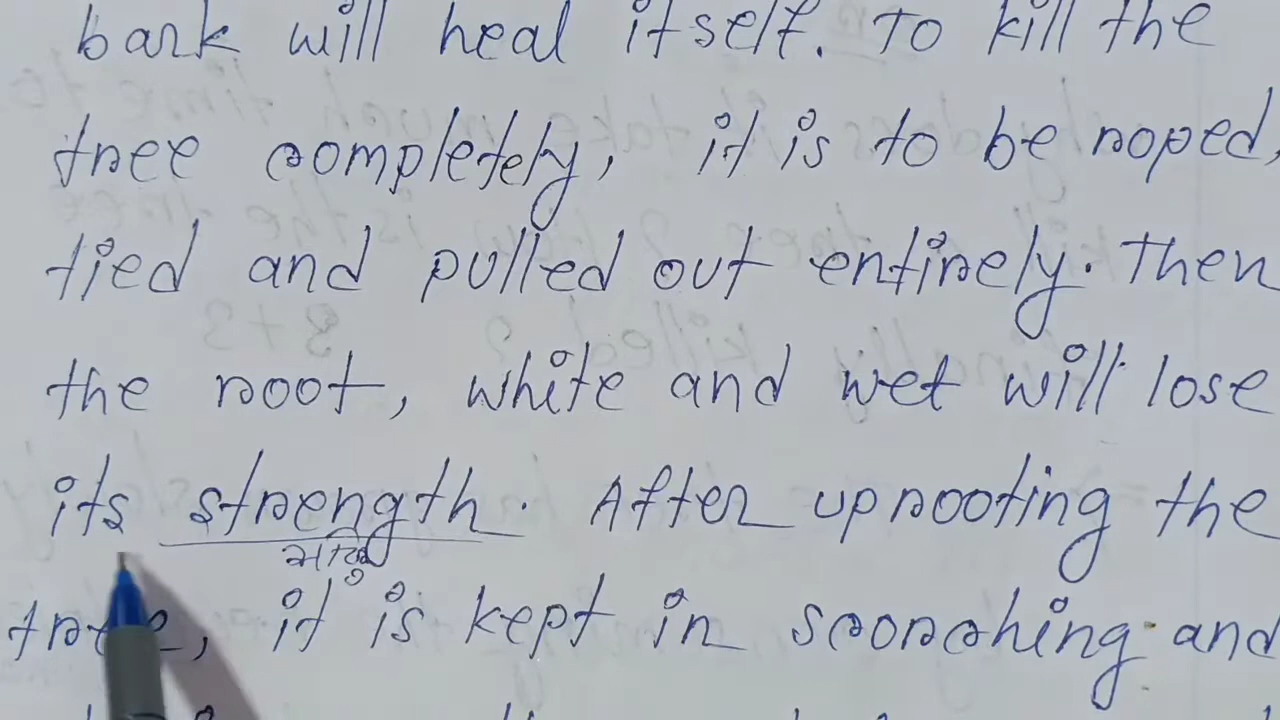 bark will heal itself. To kill the
tree completely, it is to be roped,
tied and pulled out entirely. Then
the root, white and wet will lose
its strength. After uprooting the
tree, it is kept in scorching and